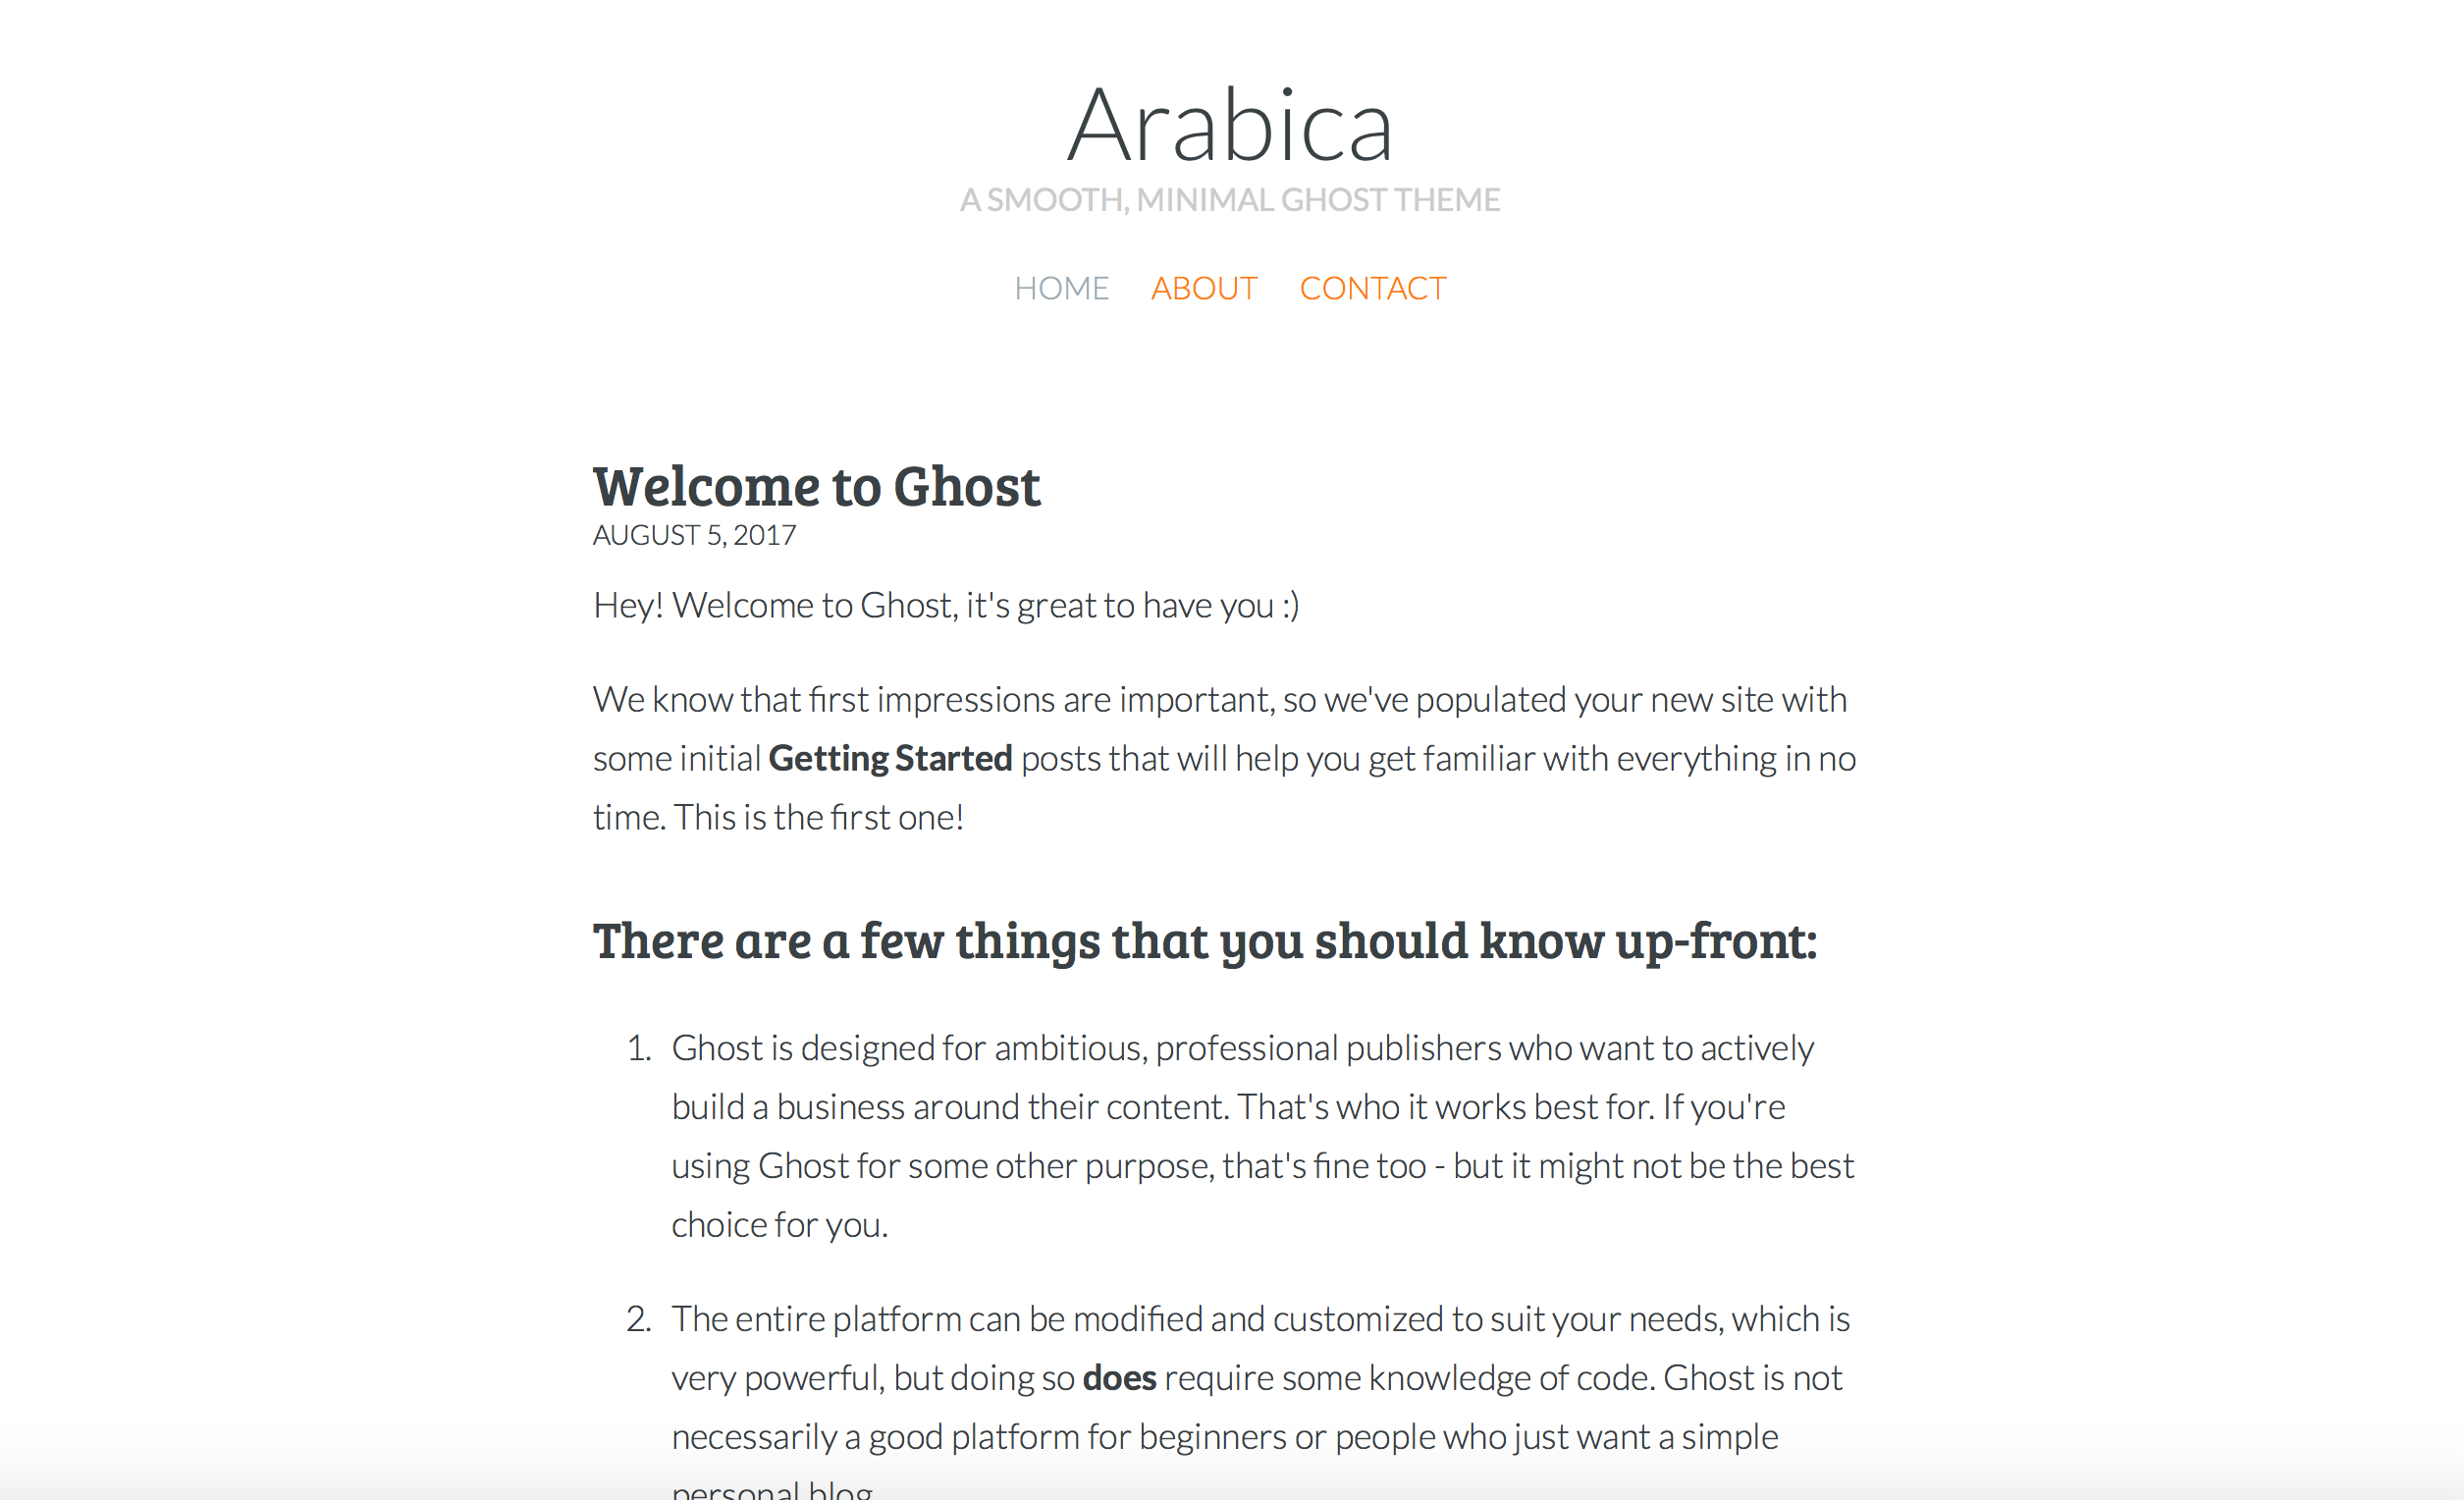 Arabica
A SMOOTH, MINIMAL GHOST THEME
HOME ABOUT CONTACT
Welcome to Ghost
AUGUST 5, 2017
Hey! Welcome to Ghost, it's great to have you :)
We know that first impressions are important, so we've populated your new site with
some initial Getting Started posts that will help you get familiar with everything in no
time. This is the first one!
There are a few things that you should know up-front:
1. Ghost is designed for ambitious, professional publishers who want to actively
build a business around their content. That's who it works best for. If you're
using Ghost for some other purpose, that's fine too - but it might not be the best
choice for you.
2. The entire platform can be modified and customized to suit your needs, which is
very powerful, but doing so does require some knowledge of code. Ghost is not
necessarily a good platform for beginners or people who just want a simple
personal blog